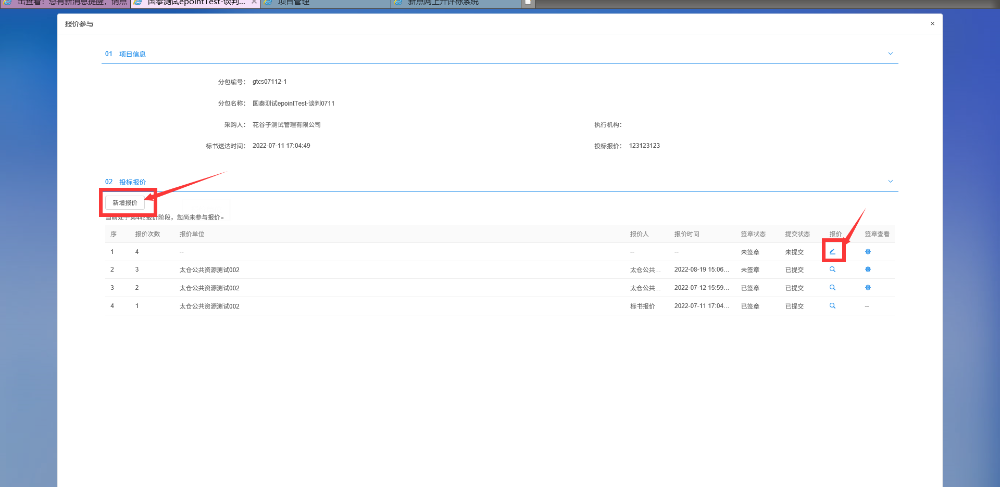 击查看！您有新消息提醒，请点
国泰测试epointTest-谈判...
项目管理
新点网上开评标系统
报价参与
×
01 项目信息
分包编号： gtcs07112-1
分包名称： 国泰测试epointTest-谈判0711
采购人： 花谷子测试管理有限公司 执行机构：
标书送达时间： 2022-07-11 17:04:49 投标报价： 123123123
02 投标报价
新增报价
当前处于第4轮报价阶段，您尚未参与报价。
序 报价次数 报价单位 报价人 报价时间 签章状态 提交状态 报价 签章查看
1 4 -- -- -- 未签章 未提交
2 3 太仓公共资源测试002 太仓公共... 2022-08-19 15:06... 未签章 已提交
3 2 太仓公共资源测试002 太仓公共... 2022-07-12 15:59... 已签章 已提交
4 1 太仓公共资源测试002 标书报价 2022-07-11 17:04... 已签章 已提交 --